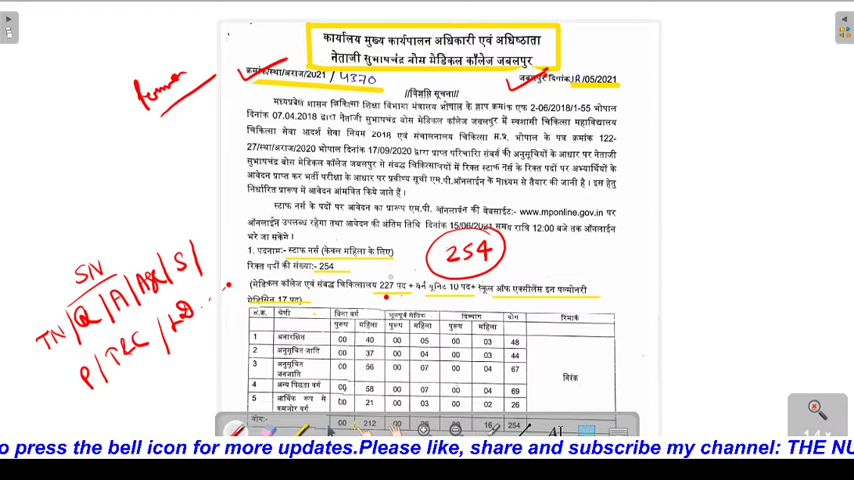 कार्यालय मुख्य कार्यपालन अधिकारी एवं अधिष्ठाता
नेताजी सुभाषचंद्र बोस मेडिकल कॉलेज जबलपुर
क्रमांक/स्था/अराज/2021 / 4370 जबलपुर दिनांक 18/05/2021
//विज्ञप्ति सूचना//
मध्यप्रदेश शासन चिकित्सा शिक्षा विभाग मंत्रालय भोपाल के ज्ञाप क्रमांक एफ 2-06/2018/1-55 भोपाल
दिनांक 07.04.2018 द्वारा प्राप्त नेताजी सुभाषचंद्र बोस मेडिकल कॉलेज जबलपुर में स्वशासी चिकित्सा महाविद्यालय
चिकित्सा सेवा आदर्श सेवा नियम 2018 एवं संचालनालय चिकित्सा म.प्र. भोपाल के पत्र क्रमांक 122-
27/स्था/अराज/2020 भोपाल दिनांक 17/09/2020 द्वारा प्राप्त परिचारिका संवर्ग की अनुसूचियों के आधार पर नेताजी
सुभाषचंद्र बोस मेडिकल कॉलेज जबलपुर से संबद्ध चिकित्सालयों में रिक्त स्टाफ नर्स के रिक्त पदों पर अभ्यार्थियों के
आवेदन प्राप्त कर भर्ती परीक्षा के आधार पर प्रवीण्य सूची एम.पी.ऑनलाईन के माध्यम से तैयार की जानी है। इस हेतु
निर्धारित प्रारूप में आवेदन आंमत्रित किये जाते है।
स्टाफ नर्स के पदों पर आवेदन का प्रारूप एम.पी. ऑनलाईन की वेबसाईट:- www.mponline.gov.in पर
ऑनलाईन उपलब्ध रहेगा तथा आवेदन की अंतिम तिथि दिनांक 15/06/2021 समय रात्रि 12:00 बजे तक ऑनलाईन
भरे जा सकेंगे।
1. पदनामः- स्टाफ नर्स (केवल महिला के लिए)
रिक्त पदों की संख्याः- 254
254
(मेडिकल कॉलेज एवं संबद्ध चिकित्सालय 227 पद + बर्न यूनिट 10 पद+ स्कूल ऑफ एक्सीलेंस इन पल्मोनरी
मेडिसिन 17 पद)
स.क्र. श्रेणी बिना वर्ग भूतपूर्व सैनिक दिव्यांग योग रिमार्क
पुरूष महिला पुरूष महिला पुरूष महिला
1 अनारक्षित 00 40 00 05 00 03 48
2 अनुसूचित जाति 00 37 00 04 00 03 44
3 अनुसूचित जनजाति 00 56 00 07 00 04 67 निरंक
4 अन्य पिछड़ा वर्ग 00 58 00 07 00 04 69
5 आर्थिक रूप से कमजोर वर्ग 00 21 00 03 00 02 26
योगः- 00 212 00 16 254
SN
TN
o press the bell icon for more updates.Please like, share and subscribe my channel: THE NU